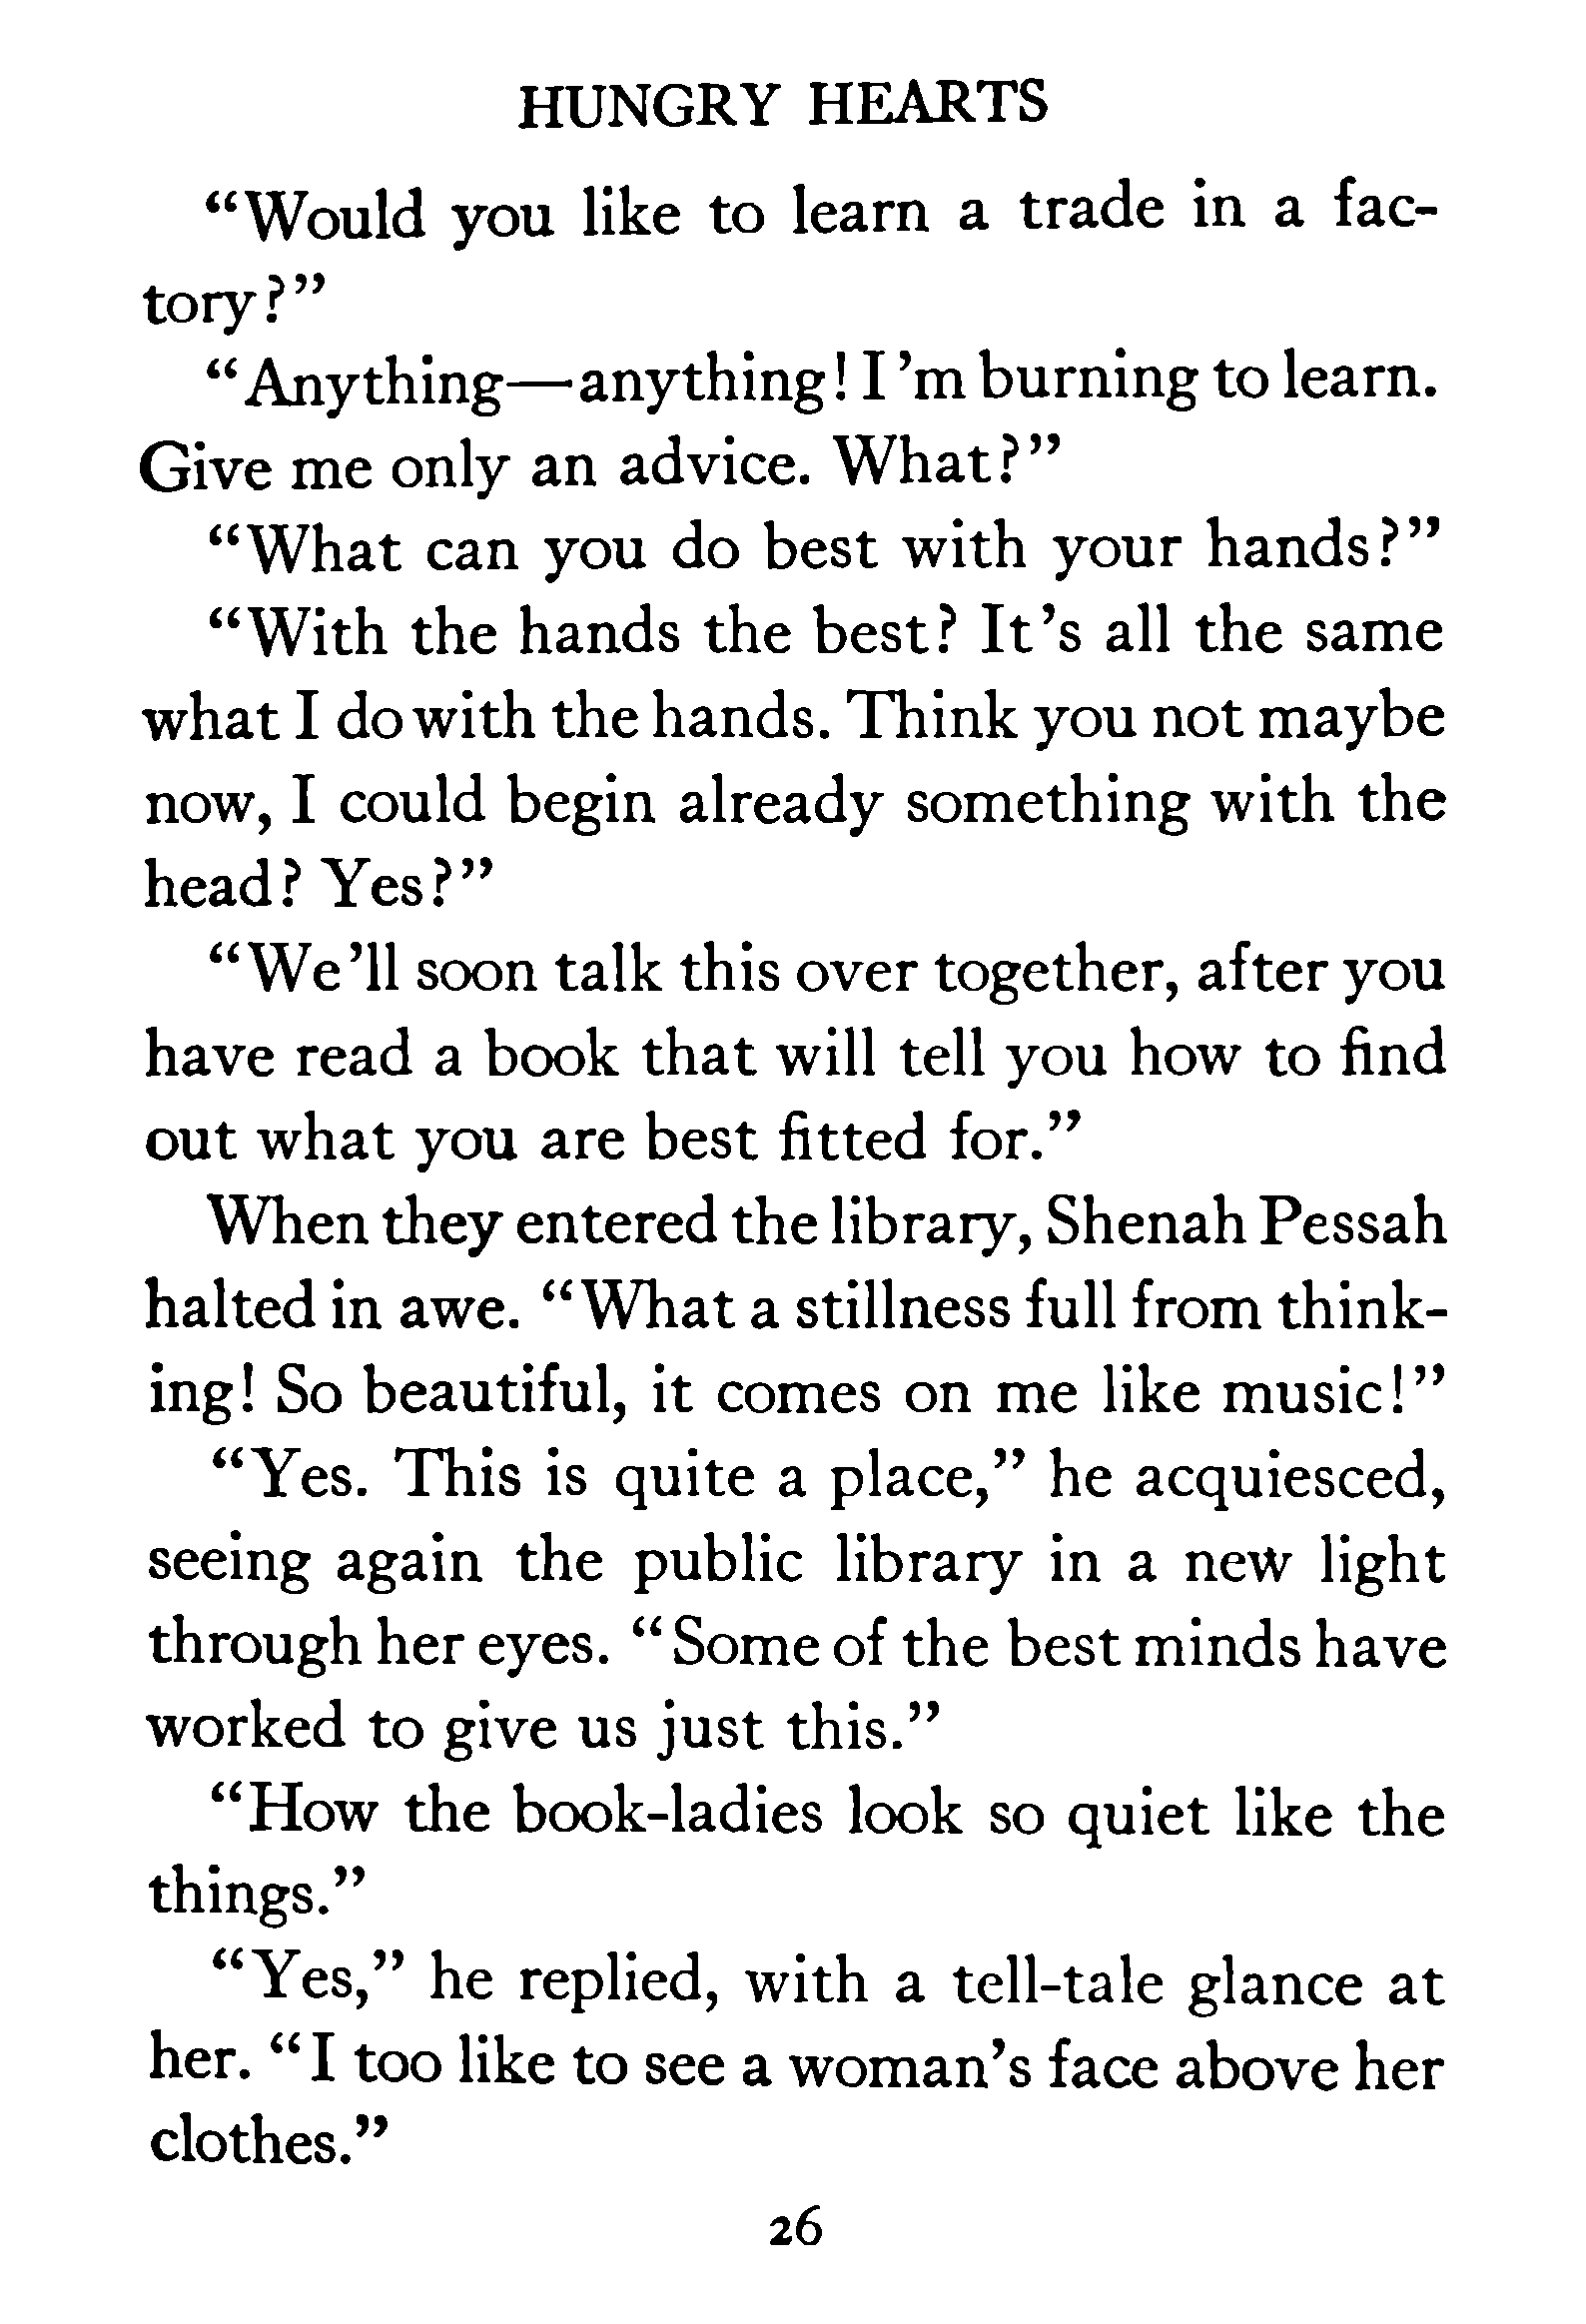 HUNGRY HEARTS
“Would you like to learn a trade in a fac-
tory?”
“Anything—anything! I'm burning to learn.
Give me only an advice. What?”
“What can you do best with your hands?”
“With the hands the best? It's all the same
what I do with the hands. Think you not maybe
now, I could begin already something with the
head? Yes?”
“We'll soon talk this over together, after you
have read a book that will tell you how to find
out what you are best fitted for.”
When they entered the library, Shenah Pessah
halted in awe. “What a stillness full from think-
ing! So beautiful, it comes on me like music!”
“Yes. This is quite a place,” he acquiesced,
seeing again the public library in a new light
through her eyes. “Some of the best minds have
worked to give us just this.”
“How the book-ladies look so quiet like the
things.”
“Yes,” he replied, with a tell-tale glance at
her. “I too like to see a woman's face above her
clothes.”
26